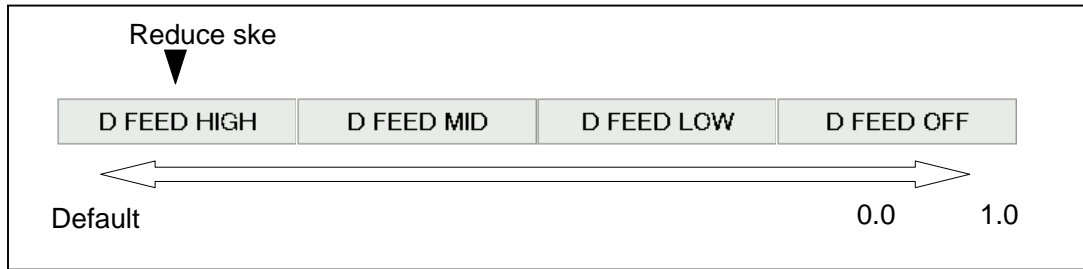 Reduce ske
D FEED HIGH D FEED MID D FEED LOW D FEED OFF
Default 0.0 1.0